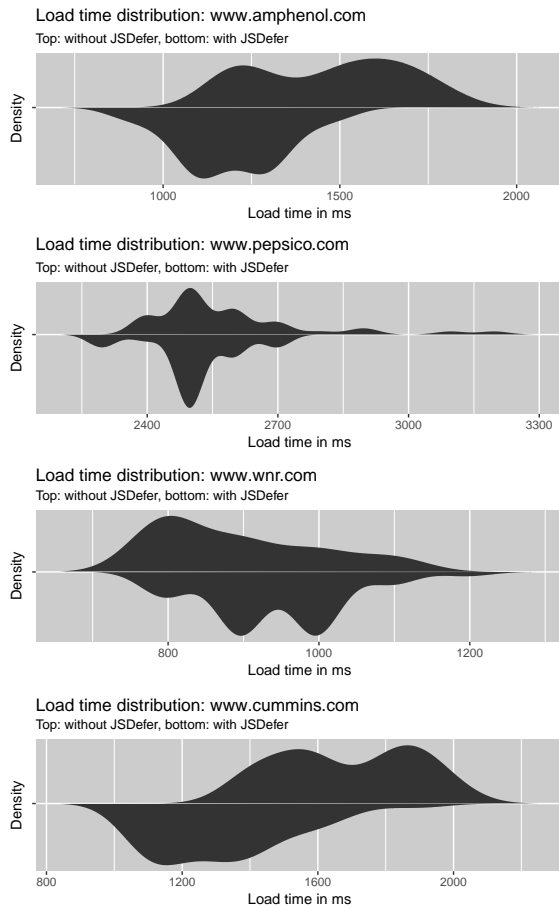 Load time distribution: www.amphenol.com
Top: without JSDefer, bottom: with JSDefer
Density
1000 1500 2000
Load time in ms
Load time distribution: www.pepsico.com
Top: without JSDefer, bottom: with JSDefer
Density
2400 2700 3000 3300
Load time in ms
Load time distribution: www.wnr.com
Top: without JSDefer, bottom: with JSDefer
Density
800 1000 1200
Load time in ms
Load time distribution: www.cummins.com
Top: without JSDefer, bottom: with JSDefer
Density
800 1200 1600 2000
Load time in ms